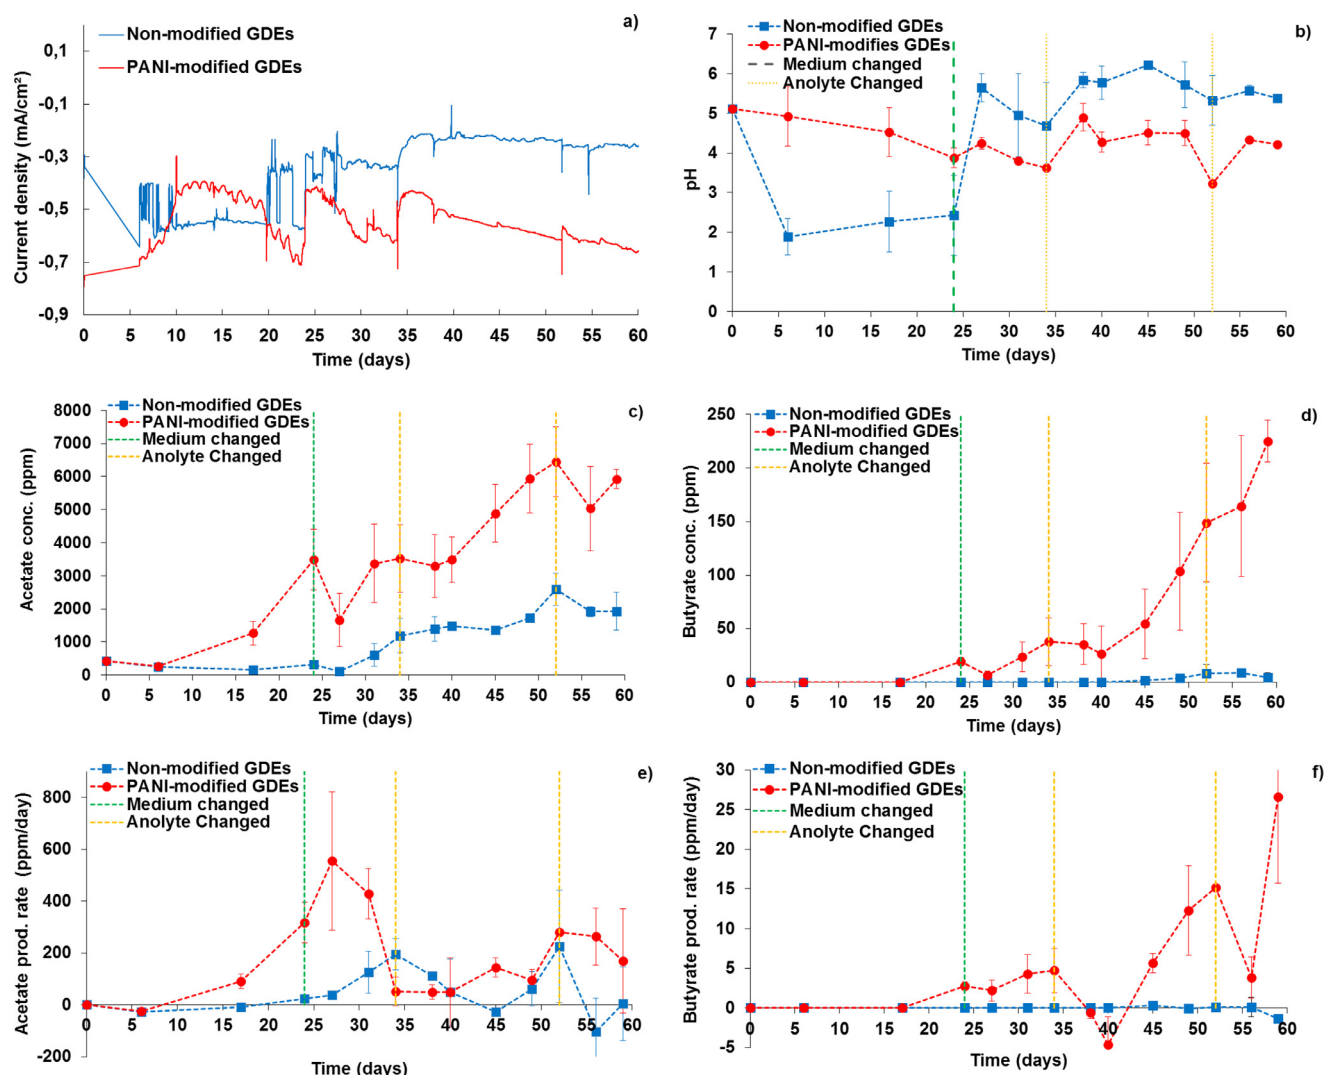 a)
Non-modified GDEs
PANI-modified GDEs
Current density (mA/cm²)
0,1
-0,1
-0,3
-0,5
-0,7
-0,9
0 5 10 15 20 25 30 35 40 45 50 55 60
Time (days)
b)
Non-modified GDEs
PANI-modifies GDEs
Medium changed
Anolyte Changed
pH
7
6
5
4
3
2
1
0
0 5 10 15 20 25 30 35 40 45 50 55 60
Time (days)
c)
Non-modified GDEs
PANI-modified GDEs
Medium changed
Anolyte Changed
Acetate conc. (ppm)
8000
7000
6000
5000
4000
3000
2000
1000
0
0 5 10 15 20 25 30 35 40 45 50 55 60
Time (days)
d)
Non-modified GDEs
PANI-modified GDEs
Medium changed
Anolyte Changed
Butyrate conc. (ppm)
250
200
150
100
50
0
0 5 10 15 20 25 30 35 40 45 50 55 60
Time (days)
e)
Non-modified GDEs
PANI-modified GDEs
Medium changed
Anolyte Changed
Acetate prod. rate (ppm/day)
800
600
400
200
0
-200
0 5 10 15 20 25 30 35 40 45 50 55 60
Time (days)
f)
Non-modified GDEs
PANI-modified GDEs
Medium changed
Anolyte Changed
Butyrate prod. rate (ppm/day)
30
25
20
15
10
5
0
-5
0 5 10 15 20 25 30 35 40 45 50 55 60
Time (days)